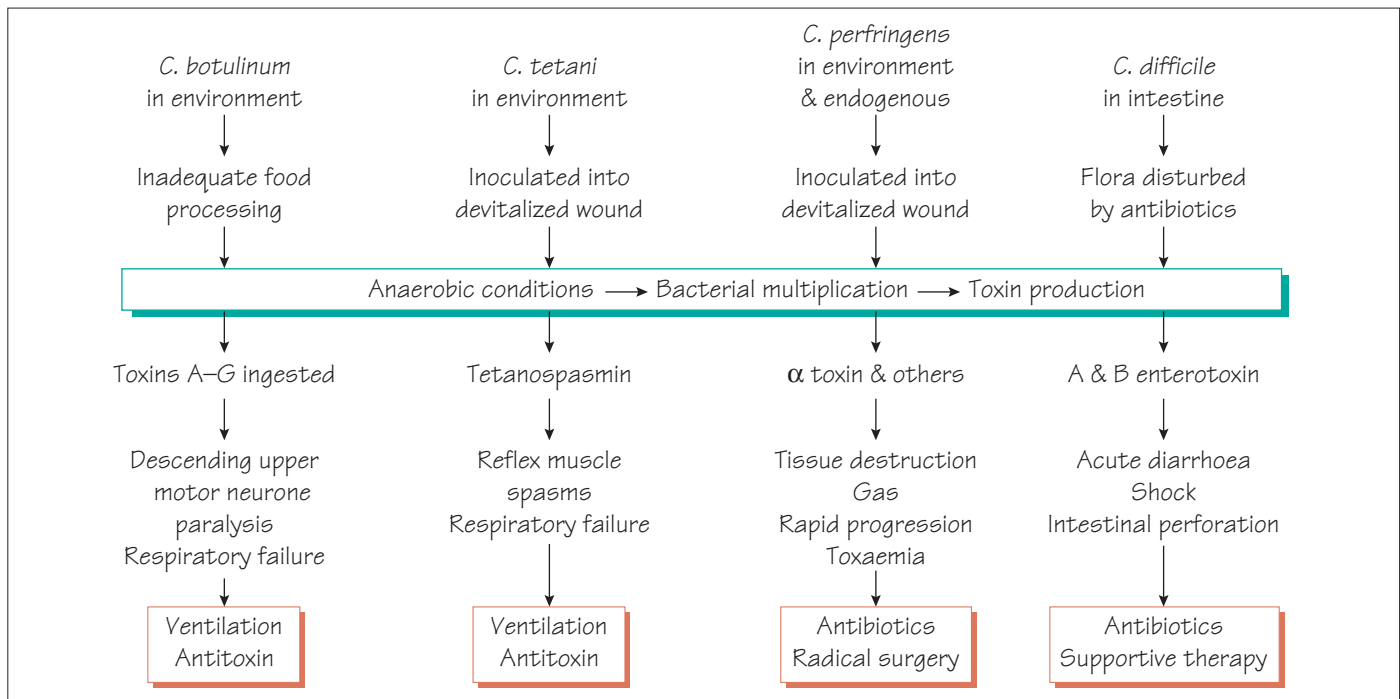 C. botulinum
in environment
Inadequate food
processing
C. tetani
in environment
Inoculated into
devitalized wound
C. perfringens
in environment
& endogenous
Inoculated into
devitalized wound
C. difficile
in intestine
Flora disturbed
by antibiotics
Anaerobic conditions → Bacterial multiplication → Toxin production
Toxins A–G ingested
Descending upper
motor neurone
paralysis
Respiratory failure
Ventilation
Antitoxin
Tetanospasmin
Reflex muscle
spasms
Respiratory failure
Ventilation
Antitoxin
α toxin & others
Tissue destruction
Gas
Rapid progression
Toxaemia
Antibiotics
Radical surgery
A & B enterotoxin
Acute diarrhoea
Shock
Intestinal perforation
Antibiotics
Supportive therapy